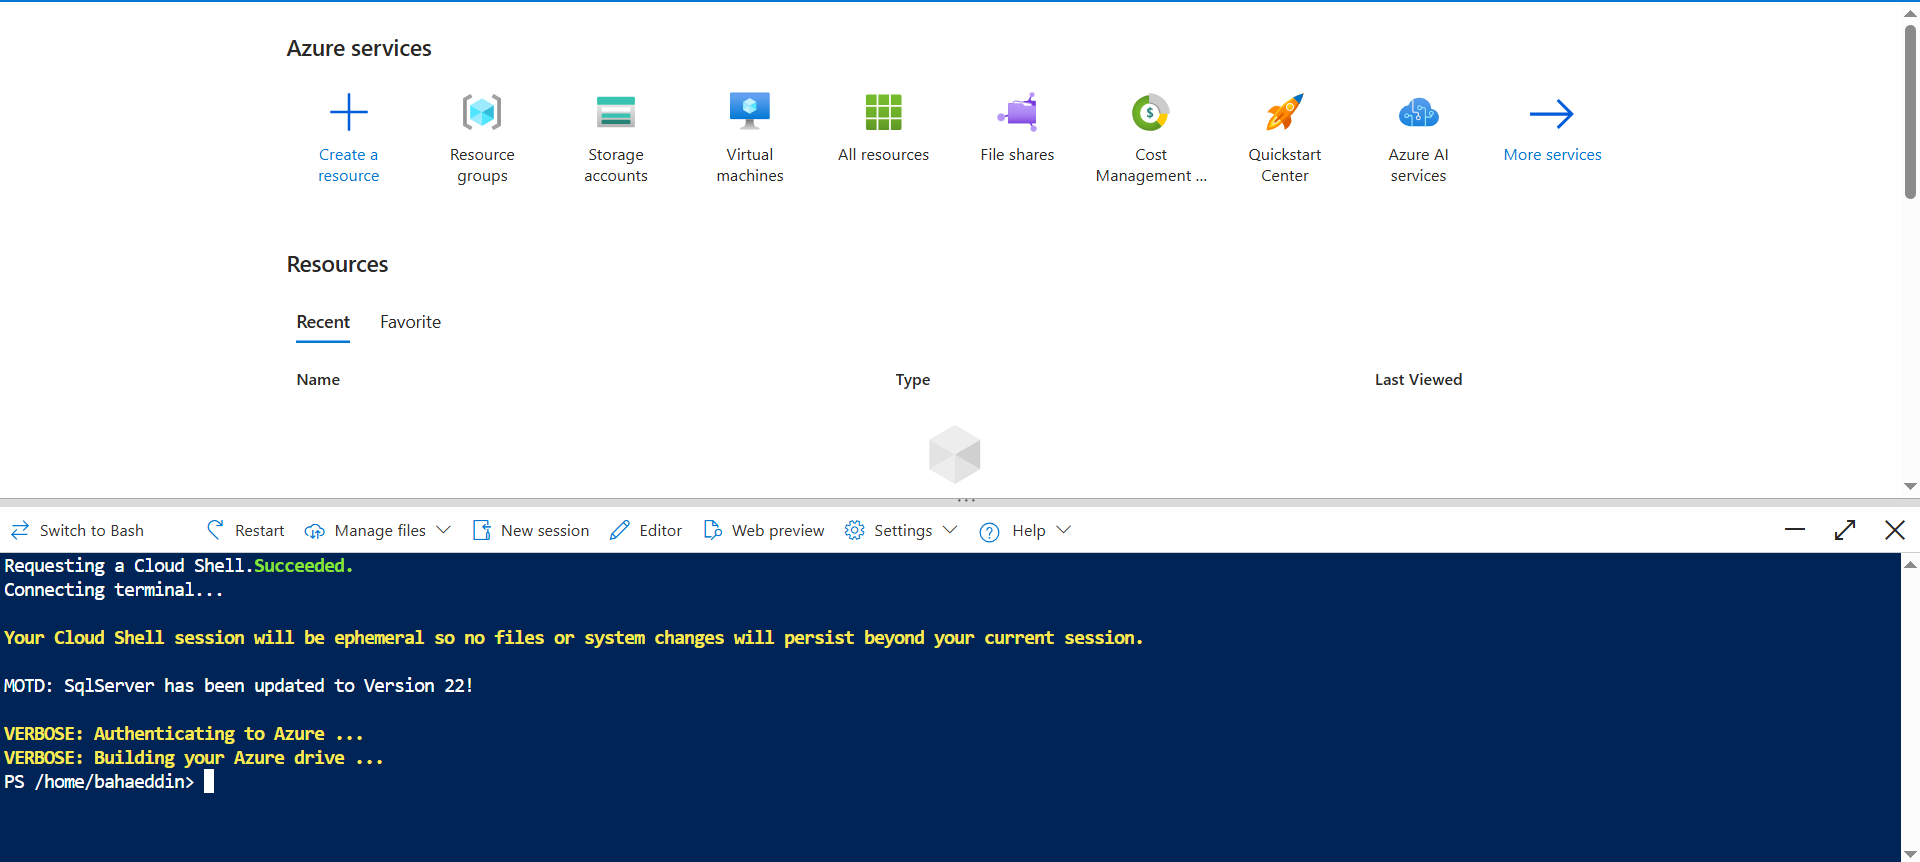 Azure services
Create a resource
Resource groups
Storage accounts
Virtual machines
All resources
File shares
Cost Management ...
Quickstart Center
Azure AI services
More services
Resources
Recent Favorite
Name Type Last Viewed
Switch to Bash Restart Manage files New session Editor Web preview Settings Help
Requesting a Cloud Shell.Succeeded.
Connecting terminal...
Your Cloud Shell session will be ephemeral so no files or system changes will persist beyond your current session.
MOTD: SqlServer has been updated to Version 22!
VERBOSE: Authenticating to Azure ...
VERBOSE: Building your Azure drive ...
PS /home/bahaeddin>